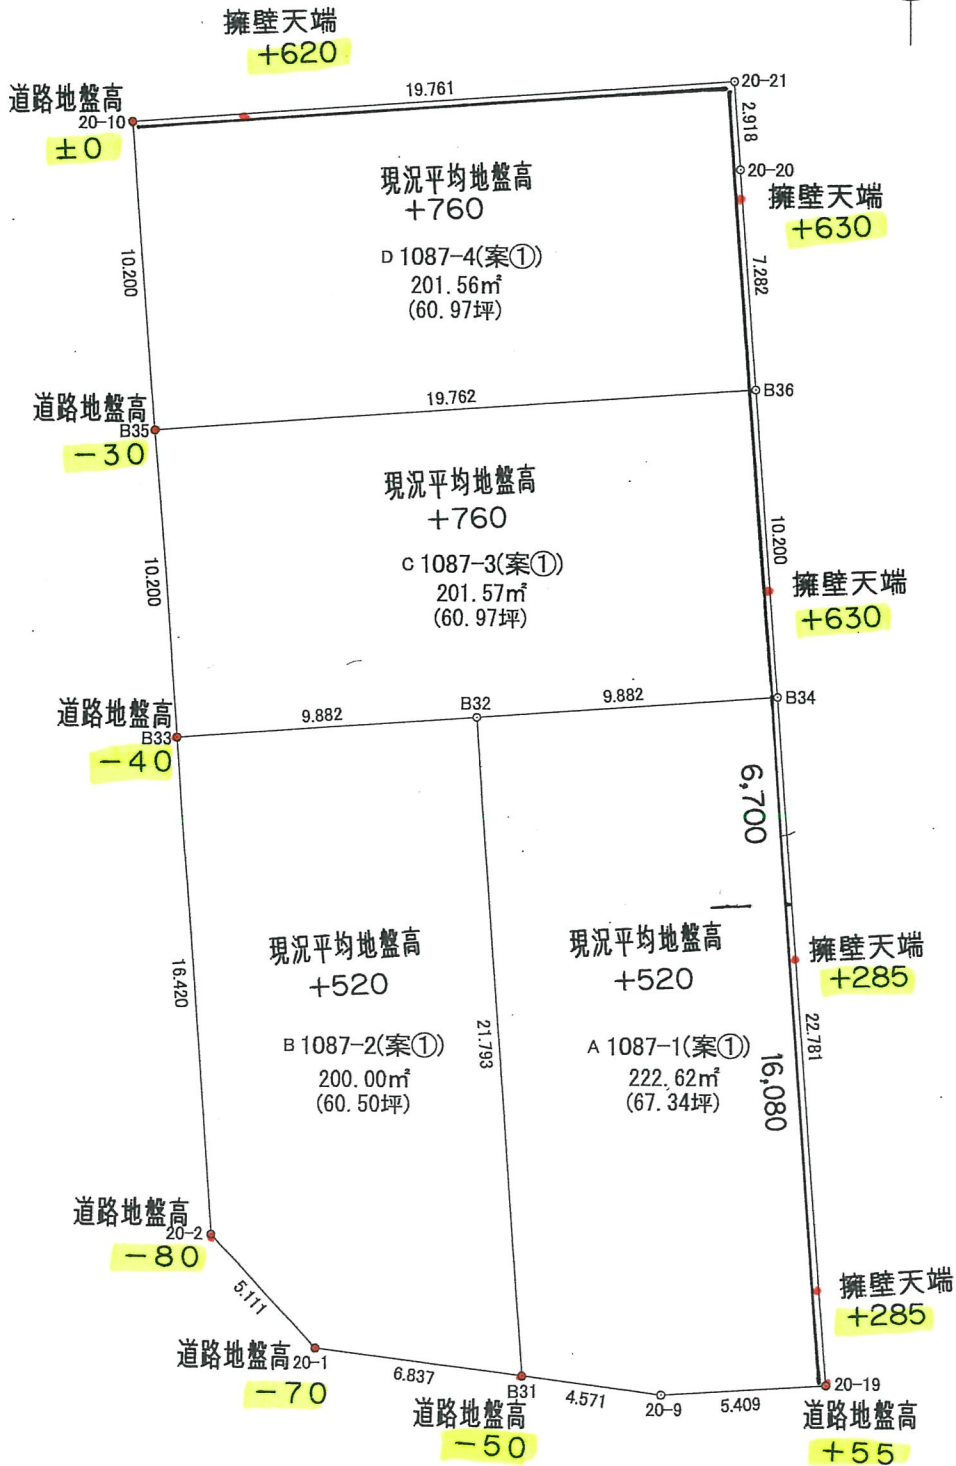 擁壁天端
+620
道路地盤高
20-10
±0
19.761
20-21
2.918
20-20
擁壁天端
+630
現況平均地盤高
+760
D 1087-4(案①)
201.56㎡
(60.97坪)
10.200
7.282
道路地盤高
B35
-30
19.762
B36
現況平均地盤高
+760
C 1087-3(案①)
201.57㎡
(60.97坪)
10.200
10.200
擁壁天端
+630
道路地盤高
B33
-40
9.882
B32
9.882
B34
6,700
現況平均地盤高
+520
B 1087-2(案①)
200.00㎡
(60.50坪)
16.420
21.793
現況平均地盤高
+520
A 1087-1(案①)
222.62㎡
(67.34坪)
擁壁天端
+285
22.781
16,080
道路地盤高
20-2
-80
5.111
擁壁天端
+285
道路地盤高
20-1
-70
6.837
B31
道路地盤高
-50
4.571
20-9
5.409
20-19
道路地盤高
+55